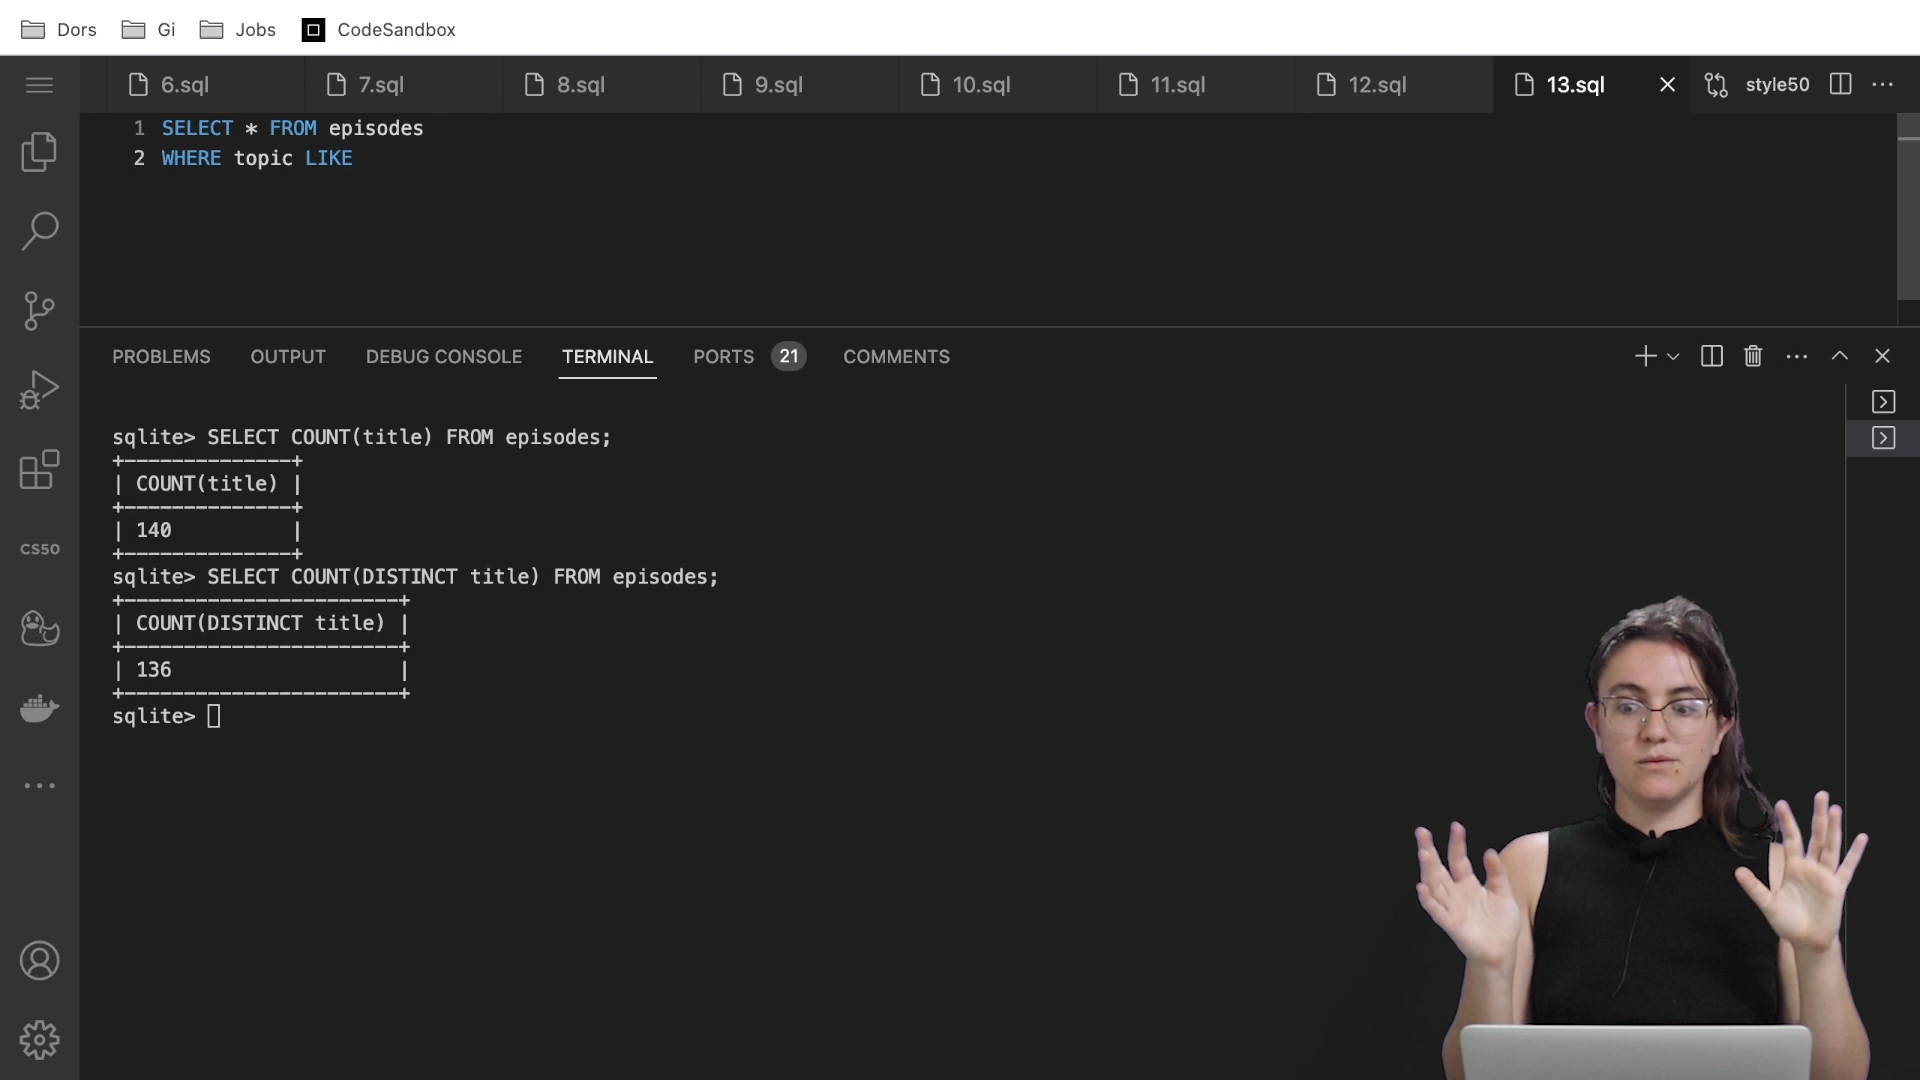 Dors Gi Jobs CodeSandbox
6.sql 7.sql 8.sql 9.sql 10.sql 11.sql 12.sql 13.sql style50
1 SELECT * FROM episodes
2 WHERE topic LIKE
PROBLEMS OUTPUT DEBUG CONSOLE TERMINAL PORTS 21 COMMENTS
sqlite> SELECT COUNT(title) FROM episodes;
+--------------+
| COUNT(title) |
+--------------+
| 140          |
+--------------+
sqlite> SELECT COUNT(DISTINCT title) FROM episodes;
+-----------------------+
| COUNT(DISTINCT title) |
+-----------------------+
| 136                   |
+-----------------------+
sqlite>
CS50